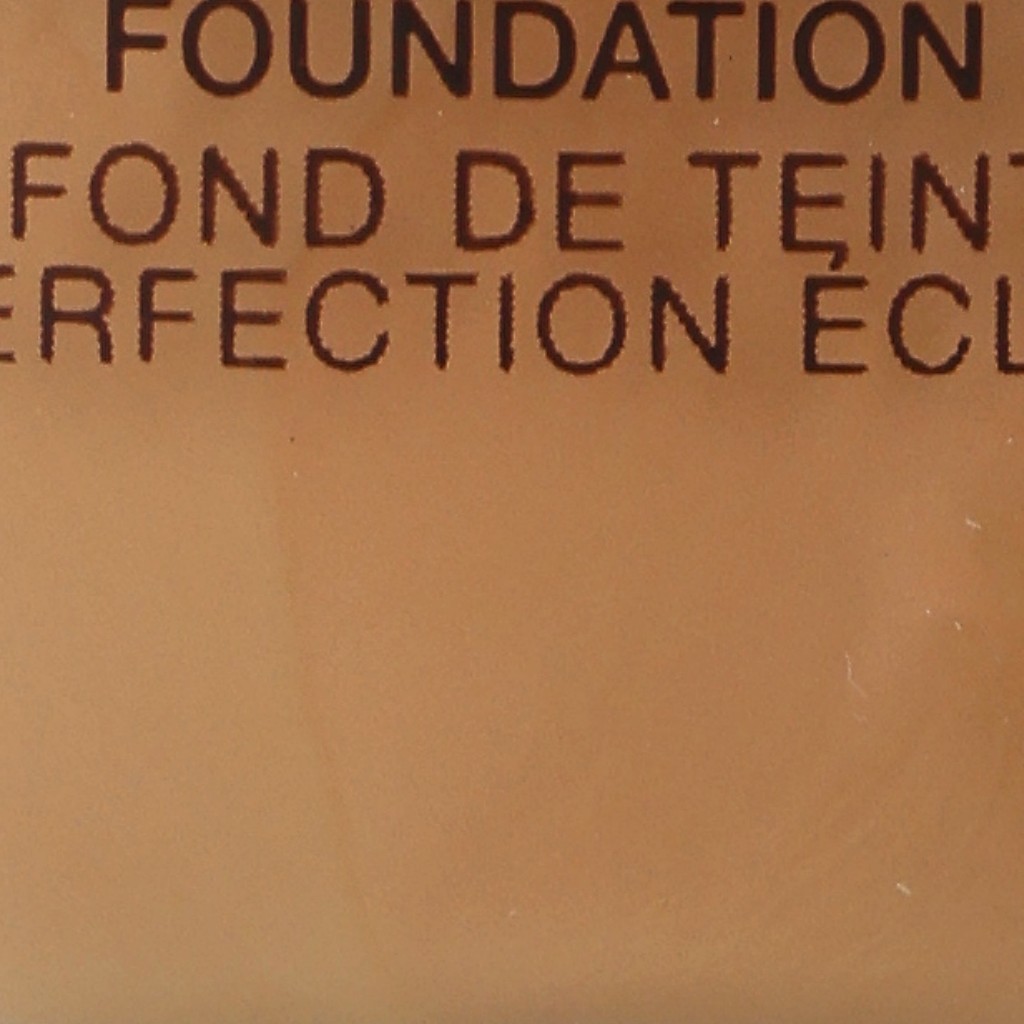 FOUNDATION
FOND DE TEINT
ERFECTION ÉCL